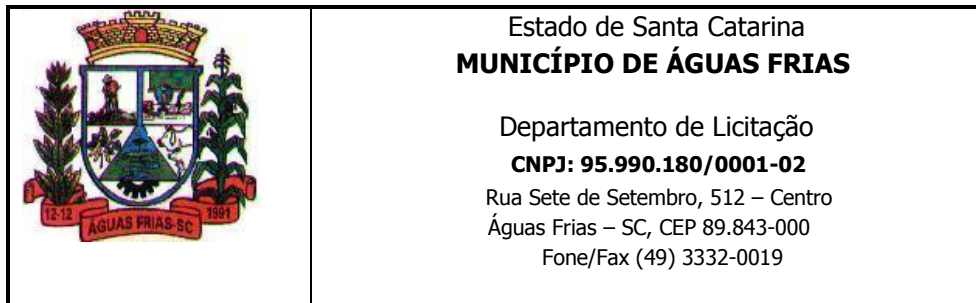 Estado de Santa Catarina
MUNICÍPIO DE ÁGUAS FRIAS
Departamento de Licitação
CNPJ: 95.990.180/0001-02
Rua Sete de Setembro, 512 – Centro
Águas Frias – SC, CEP 89.843-000
Fone/Fax (49) 3332-0019
12-12
ÁGUAS FRIAS-SC
1991